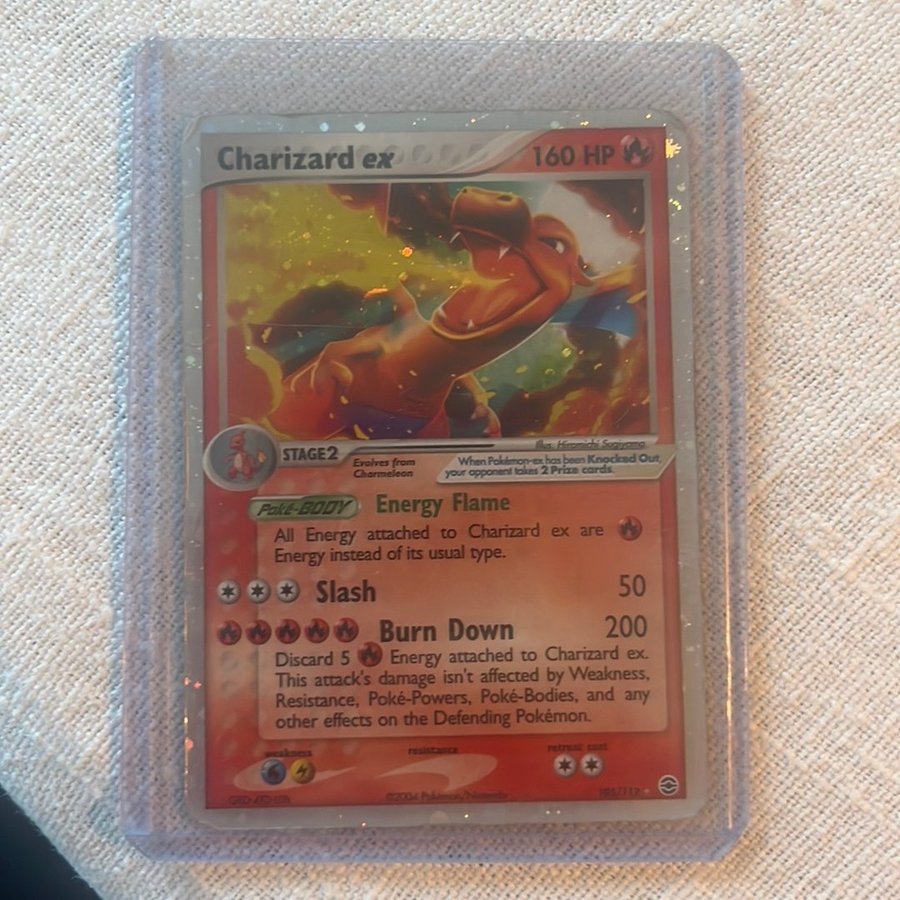 Charizard ex 160 HP
Illus. Hiromichi Sugiyama
STAGE2 Evolves from Charmeleon
When Pokémon-ex has been Knocked Out,
your opponent takes 2 Prize cards.
Poké-BODY Energy Flame
All Energy attached to Charizard ex are
Energy instead of its usual type.
Slash 50
Burn Down 200
Discard 5 Energy attached to Charizard ex.
This attack's damage isn't affected by Weakness,
Resistance, Poké-Powers, Poké-Bodies, and any
other effects on the Defending Pokémon.
weakness resistance retreat cost
©2004 Pokémon/Nintendo